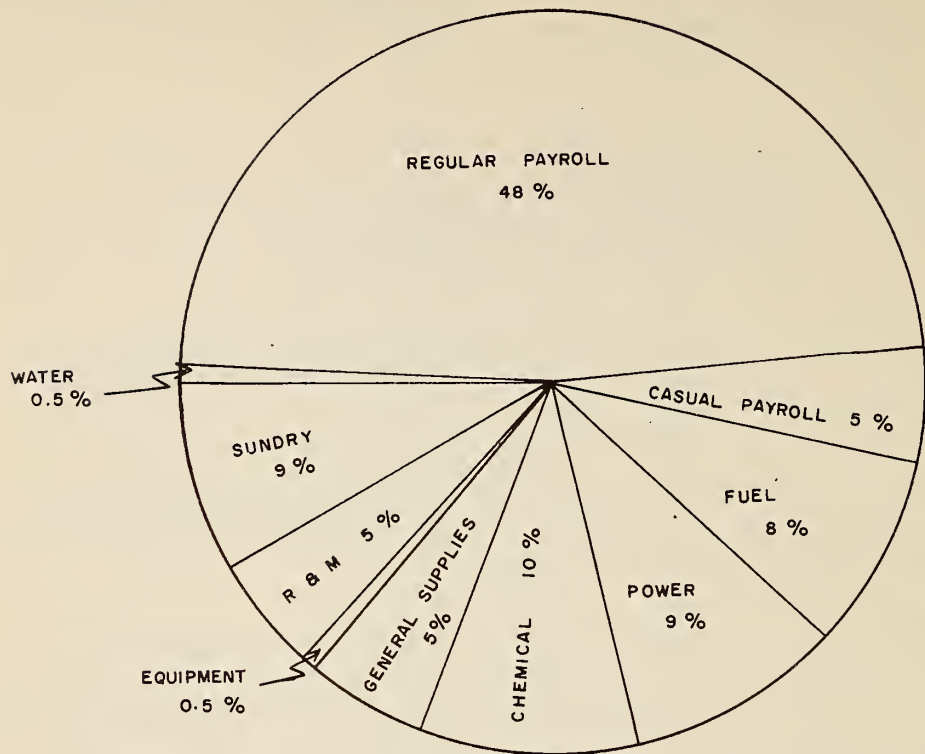 REGULAR PAYROLL
48 %
CASUAL PAYROLL 5 %
FUEL
8 %
POWER
9 %
CHEMICAL 10 %
GENERAL SUPPLIES
5 %
EQUIPMENT
0.5 %
R & M 5 %
SUNDRY
9 %
WATER
0.5 %